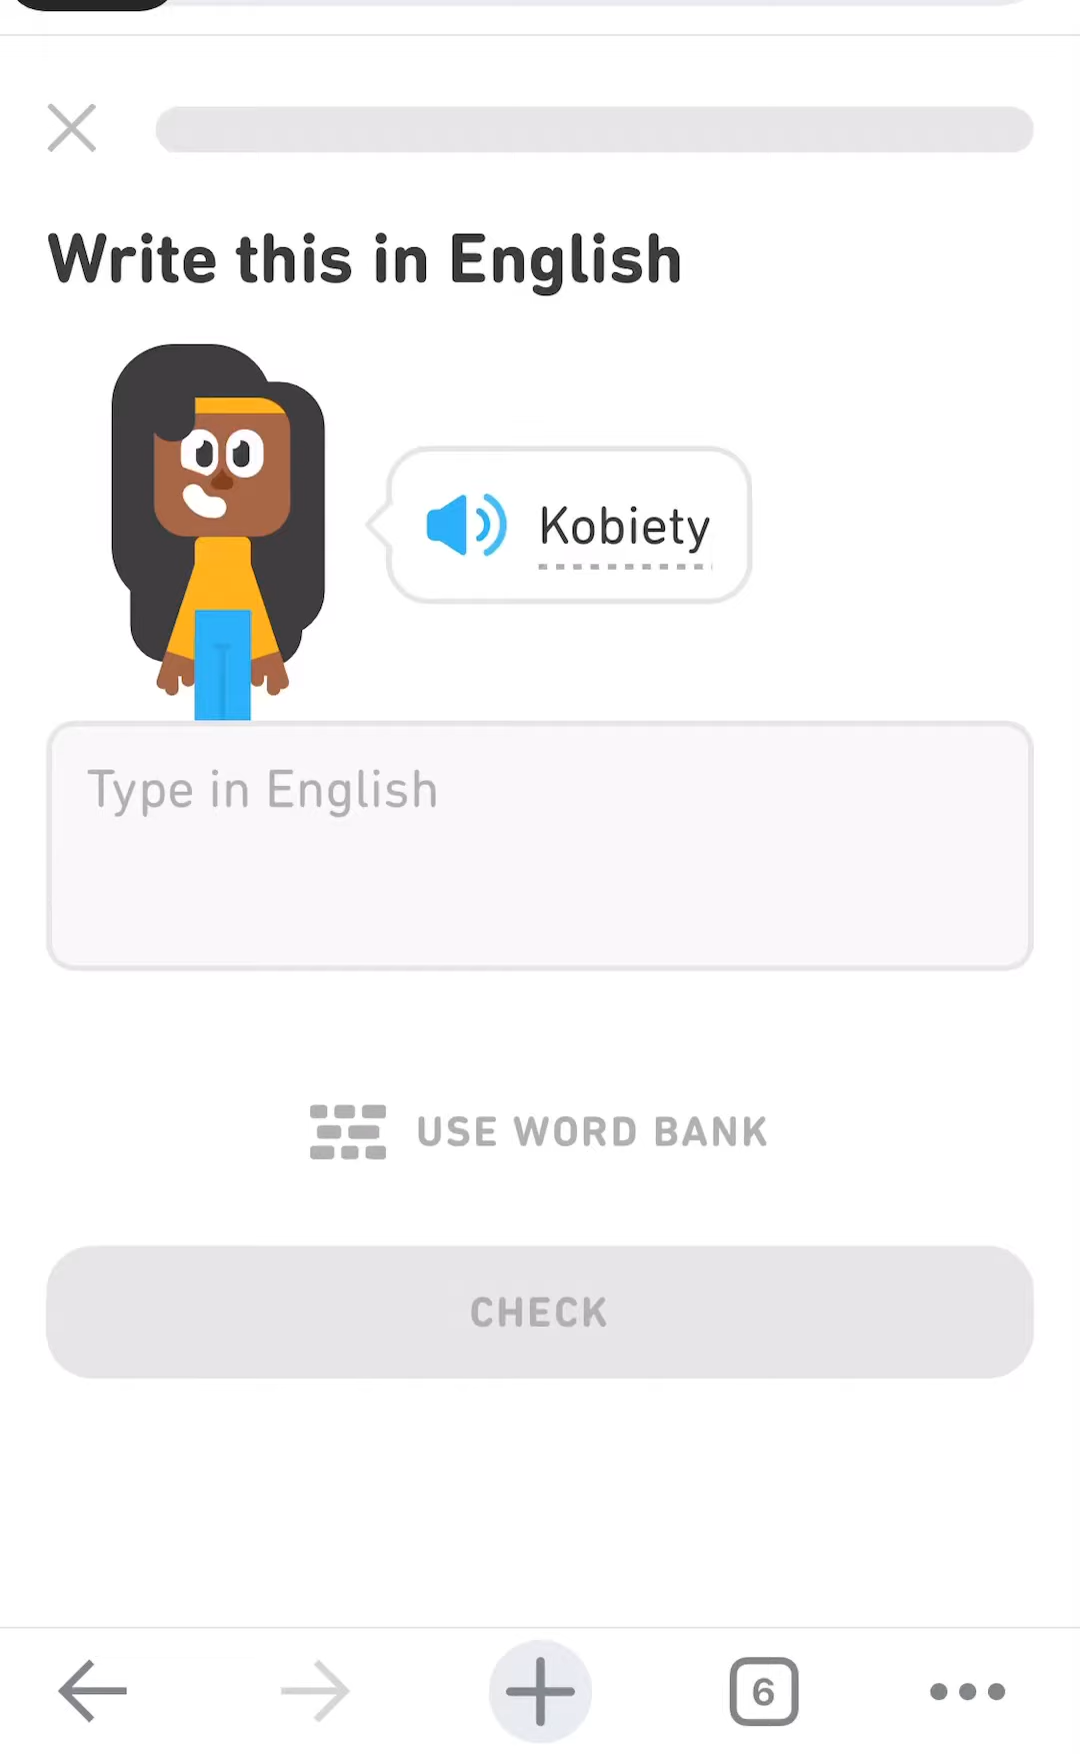 Write this in English
Kobiety
Type in English
USE WORD BANK
CHECK
6